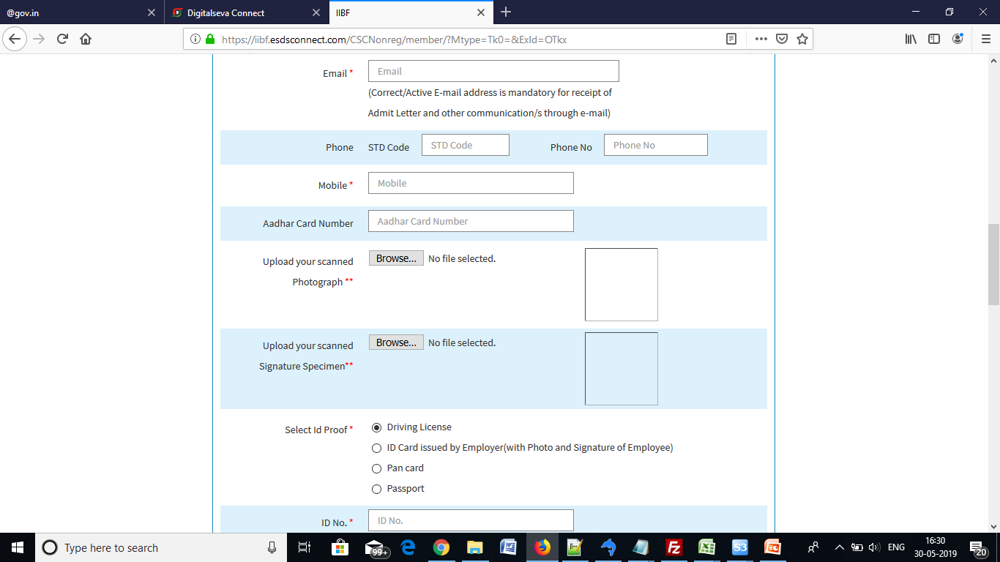 @gov.in
Digitalseva Connect
IIBF
https://iibf.esdsconnect.com/CSCNonreg/member/?Mtype=Tk0=&ExId=OTkx
Email *
Email
(Correct/Active E-mail address is mandatory for receipt of
Admit Letter and other communication/s through e-mail)
Phone STD Code STD Code Phone No Phone No
Mobile * Mobile
Aadhar Card Number Aadhar Card Number
Upload your scanned Browse... No file selected.
Photograph **
Upload your scanned Browse... No file selected.
Signature Specimen**
Select Id Proof * Driving License
ID Card issued by Employer(with Photo and Signature of Employee)
Pan card
Passport
ID No. * ID No.
Type here to search
99+
ENG
16:30
30-05-2019
20